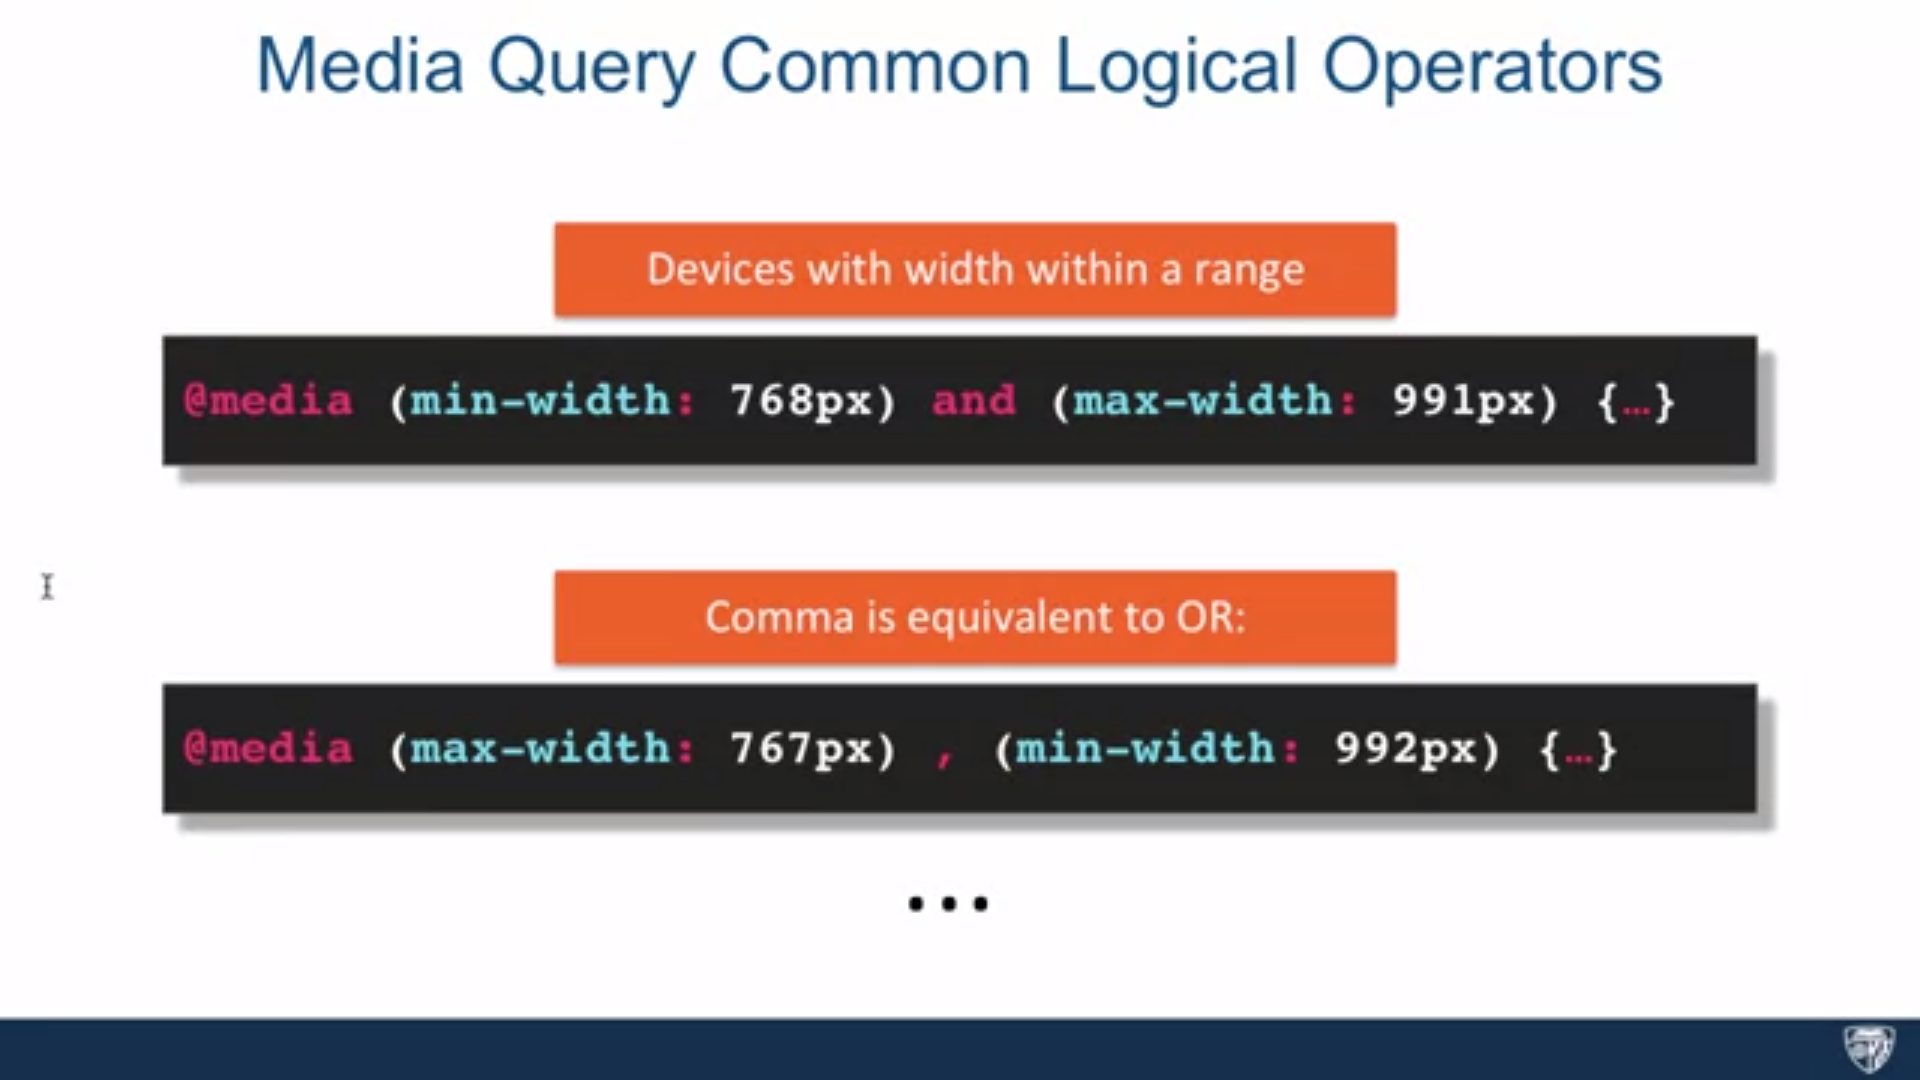 Media Query Common Logical Operators
Devices with width within a range
@media (min-width: 768px) and (max-width: 991px) {…}
Comma is equivalent to OR:
@media (max-width: 767px) , (min-width: 992px) {…}
...